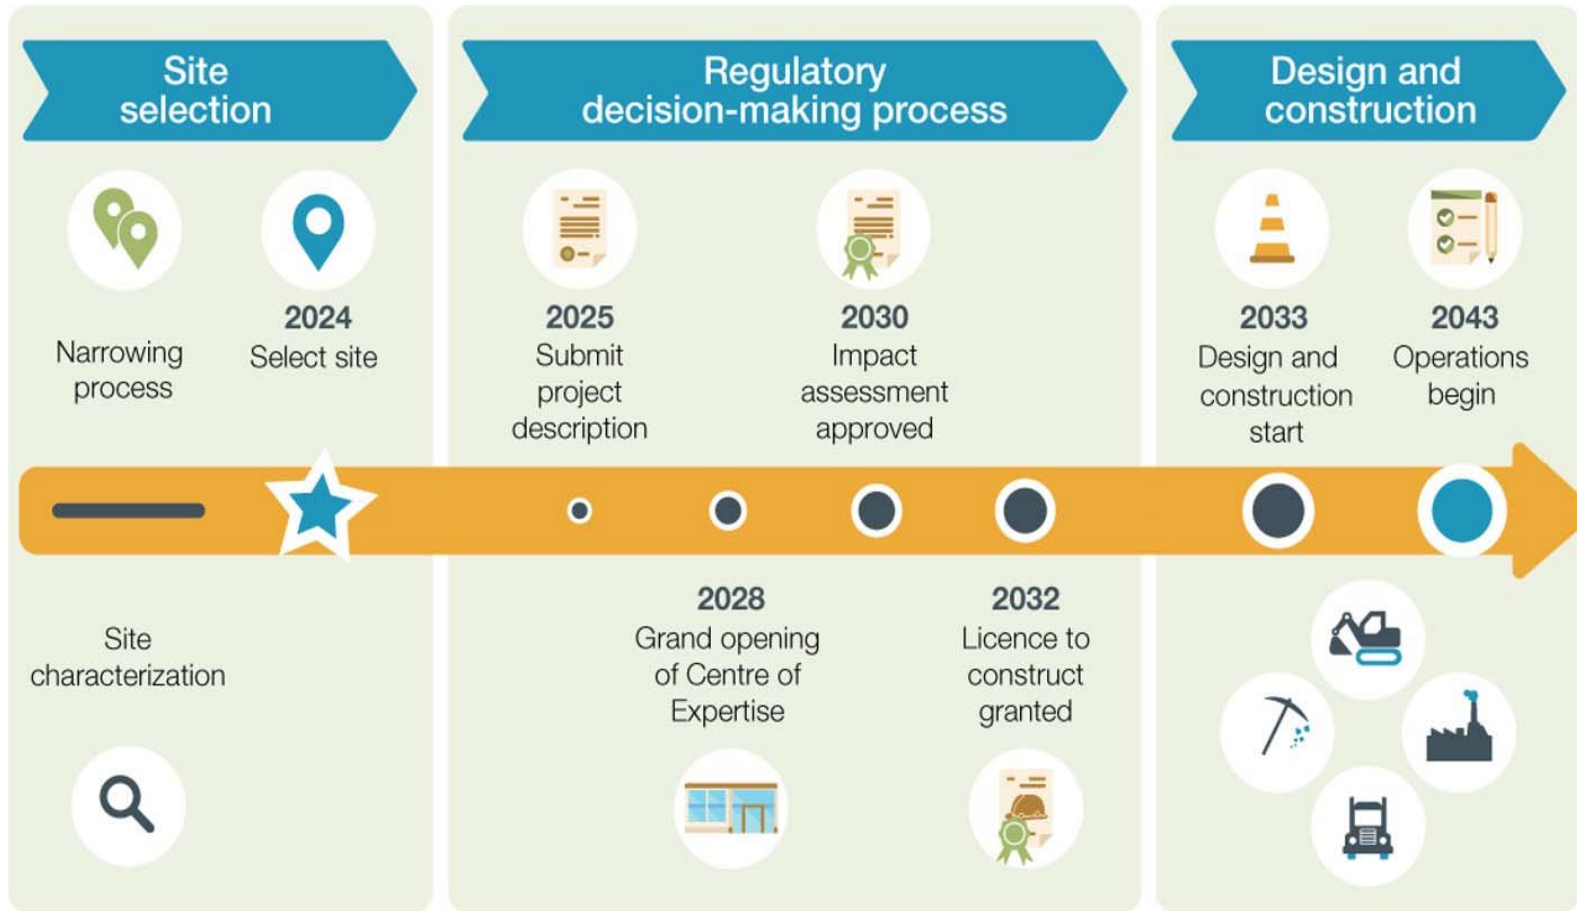 Site
selection
Regulatory
decision-making process
Design and
construction
Narrowing
process
2024
Select site
2025
Submit
project
description
2030
Impact
assessment
approved
2033
Design and
construction
start
2043
Operations
begin
Site
characterization
2028
Grand opening
of Centre of
Expertise
2032
Licence to
construct
granted